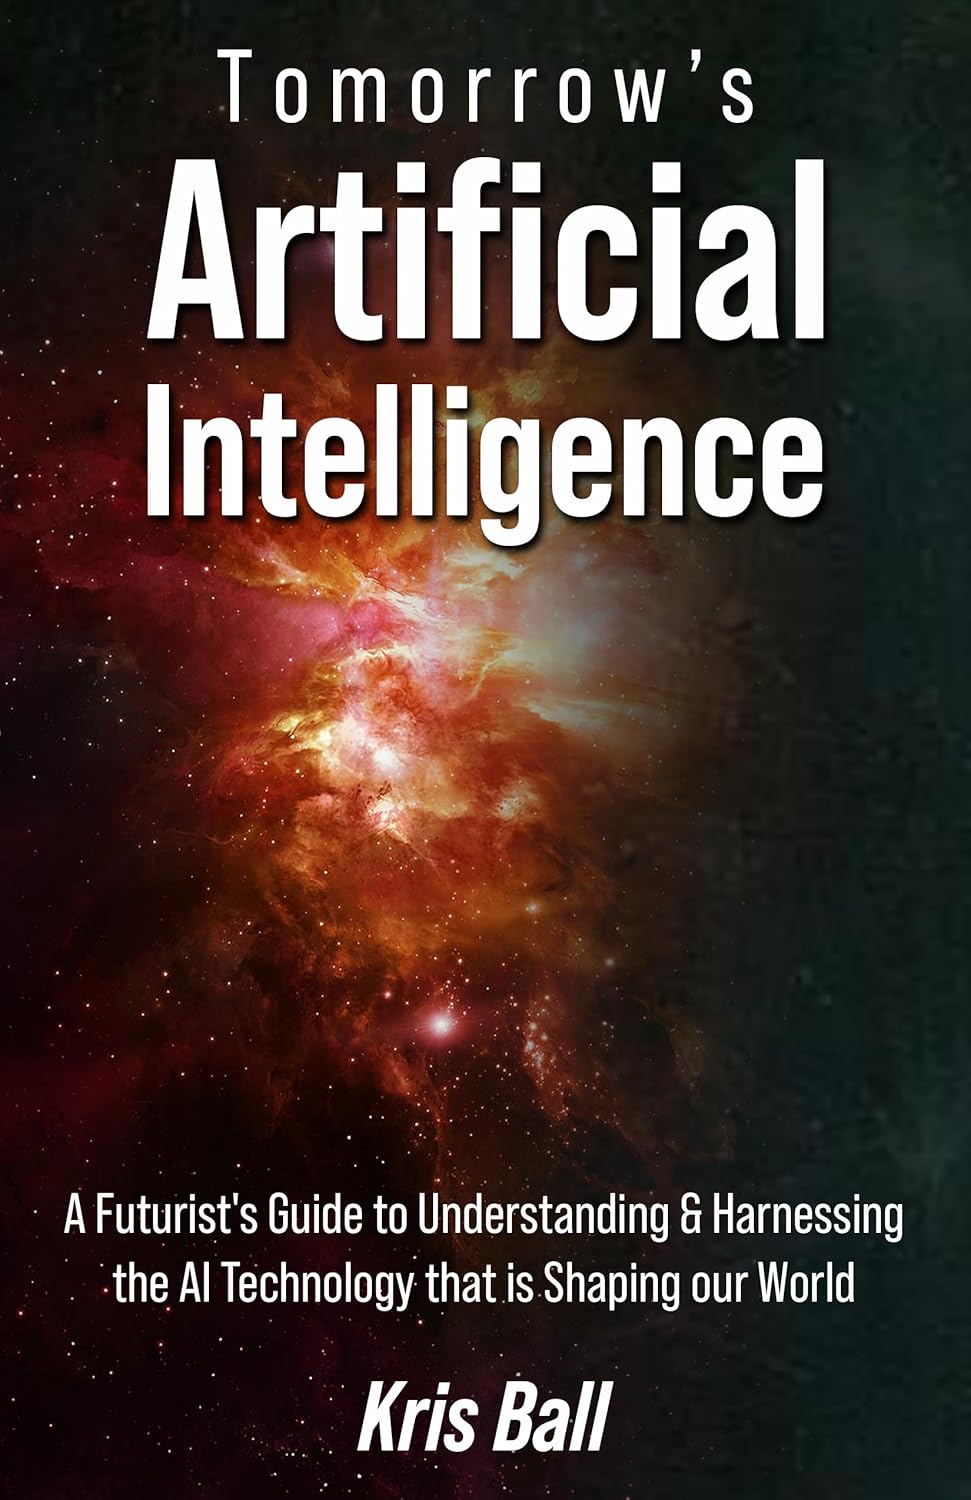 Tomorrow’s
Artificial
Intelligence
A Futurist's Guide to Understanding & Harnessing
the AI Technology that is Shaping our World
Kris Ball